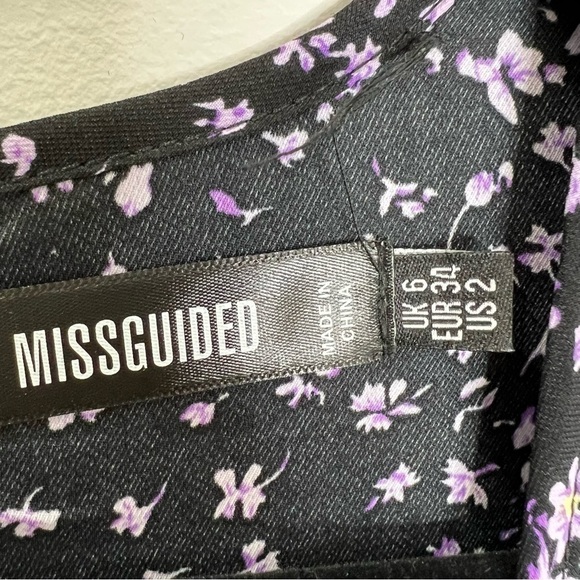 MISSGUIDED
MADE IN
CHINA
UK 6
EUR 34
US 2